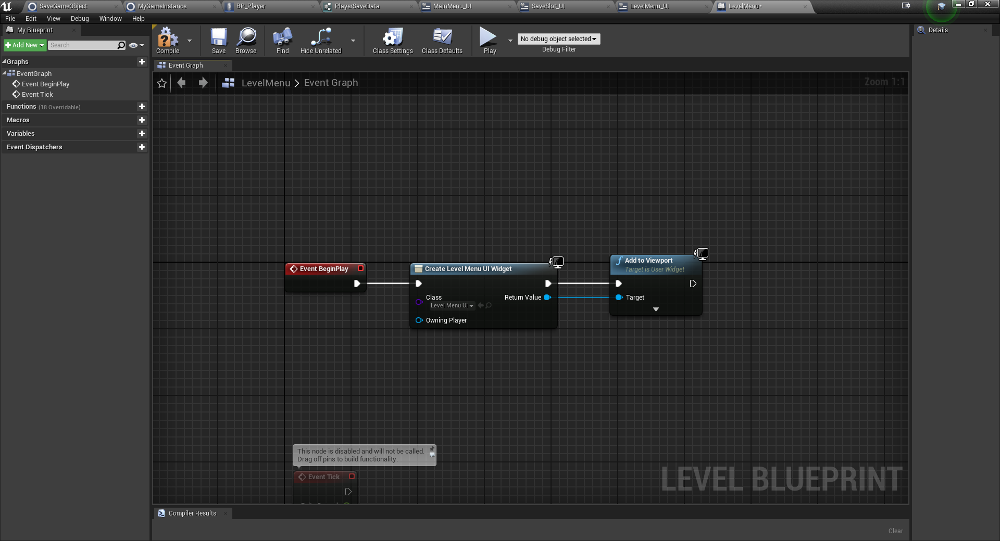 SaveGameObject
MyGameInstance
BP_Player
PlayerSaveData
MainMenu_UI
SaveSlot_UI
LevelMenu_UI
LevelMenu*
File Edit View Debug Window Help
My Blueprint
Details
Add New
Search
Compile
Save
Browse
Find
Hide Unrelated
Class Settings
Class Defaults
Play
No debug object selected
Debug Filter
Graphs
EventGraph
Event BeginPlay
Event Tick
Functions (18 Overridable)
Macros
Variables
Event Dispatchers
Event Graph
LevelMenu > Event Graph
Zoom 1:1
Event BeginPlay
Create Level Menu UI Widget
Class
Level Menu UI
Return Value
Owning Player
Add to Viewport
Target is User Widget
Target
This node is disabled and will not be called.
Drag off pins to build functionality.
Event Tick
LEVEL BLUEPRINT
Compiler Results
Clear